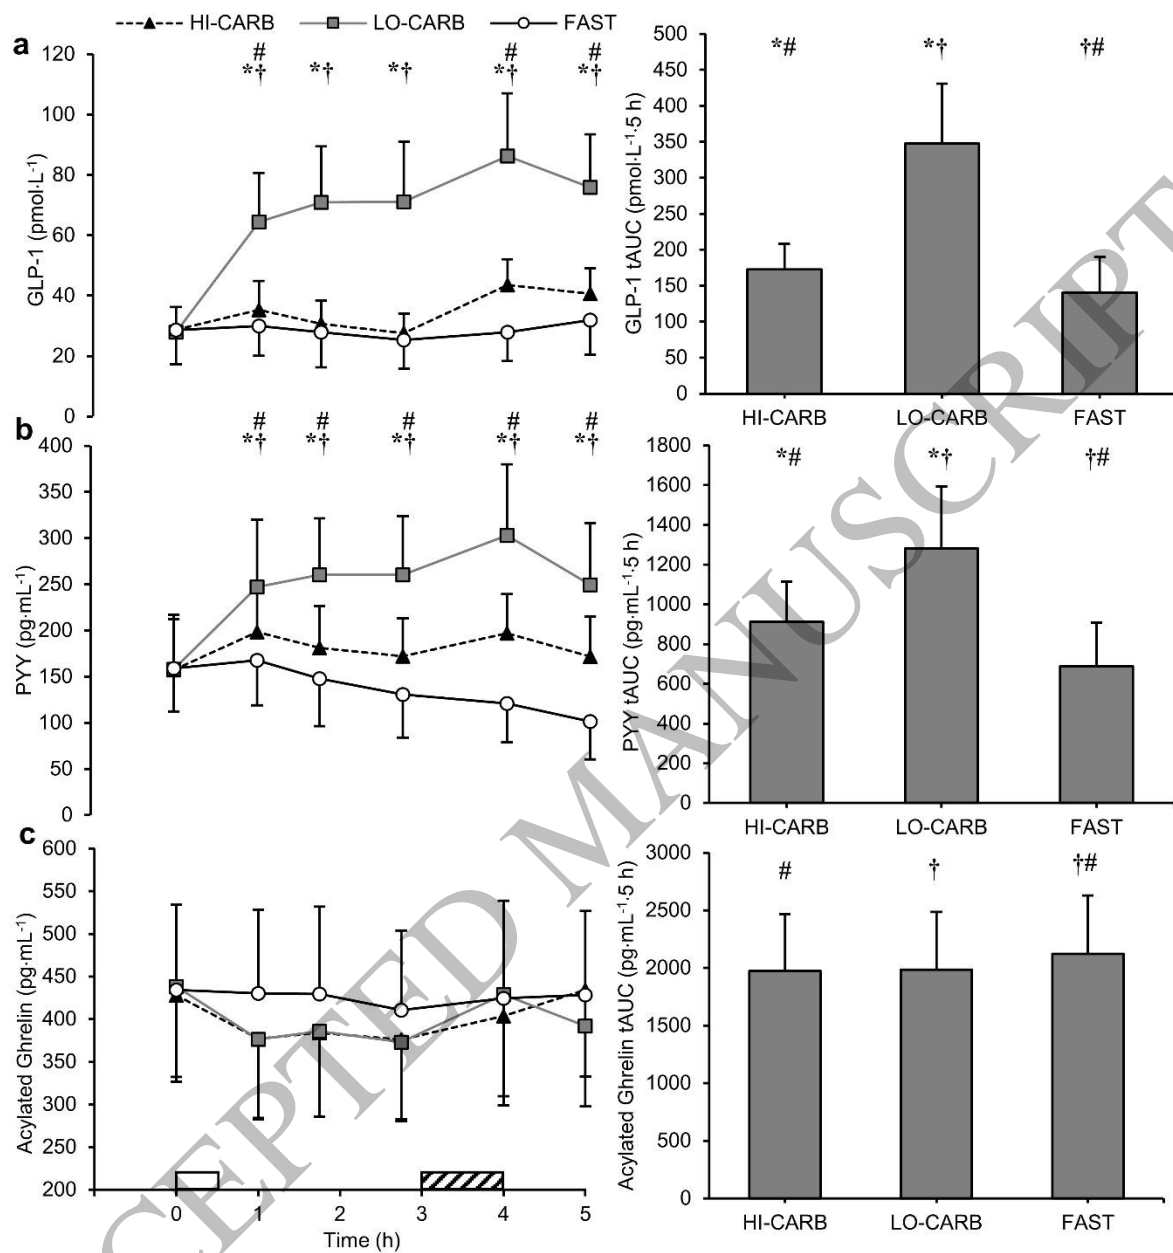 HI-CARB LO-CARB FAST
a
GLP-1 (pmol·L⁻¹)
120
100
80
60
40
20
0
#
*† *† *† *† *†
# #
GLP-1 tAUC (pmol·L⁻¹·5 h)
500
450
400
350
300
250
200
150
100
50
0
*# *† †#
HI-CARB LO-CARB FAST
b
PYY (pg·mL⁻¹)
400
350
300
250
200
150
100
50
0
# # # # #
*† *† *† *† *†
PYY tAUC (pg·mL⁻¹·5 h)
1800
1600
1400
1200
1000
800
600
400
200
0
*# *† †#
HI-CARB LO-CARB FAST
c
Acylated Ghrelin (pg·mL⁻¹)
600
550
500
450
400
350
300
250
200
0 1 2 3 4 5
Time (h)
Acylated Ghrelin tAUC (pg·mL⁻¹·5 h)
3000
2500
2000
1500
1000
500
0
# † †#
HI-CARB LO-CARB FAST
CEPTED MANUSCRIPT